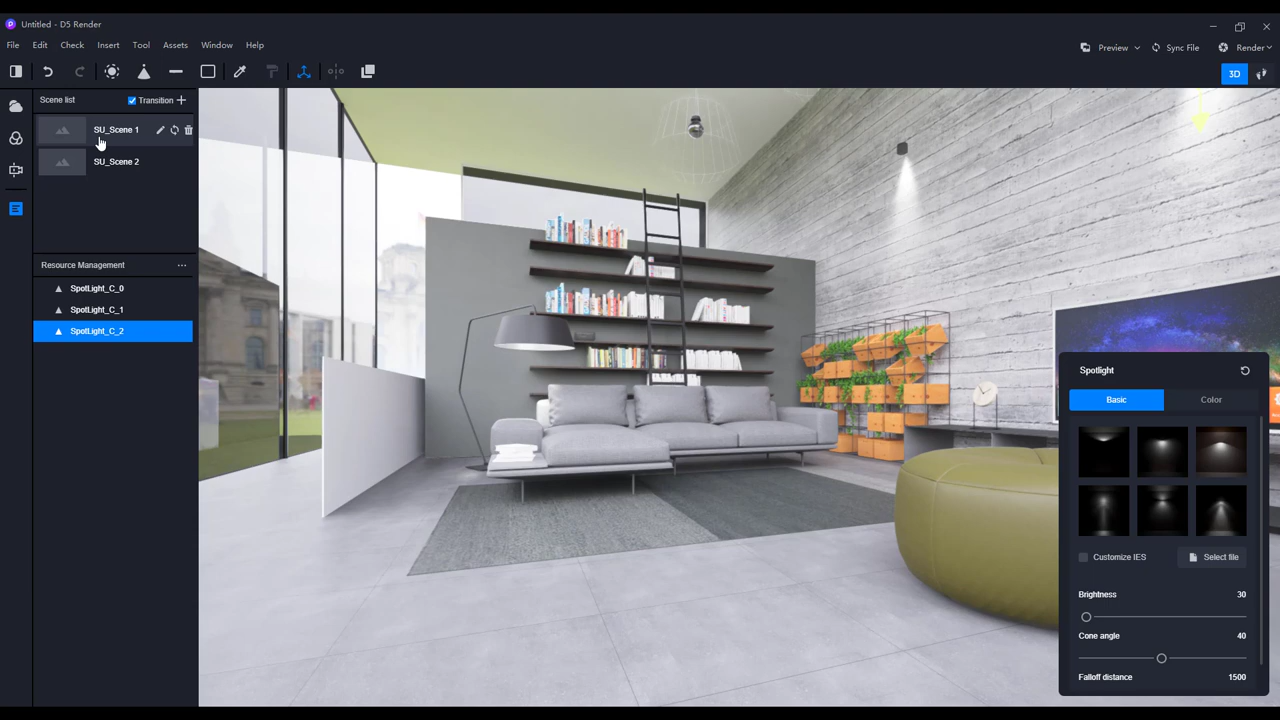 Untitled - D5 Render
File Edit Check Insert Tool Assets Window Help
Preview Sync File Render
3D
Scene list Transition
SU_Scene 1
SU_Scene 2
Resource Management
SpotLight_C_0
SpotLight_C_1
SpotLight_C_2
Spotlight
Basic Color
Customize IES Select file
Brightness 30
Cone angle 40
Falloff distance 1500